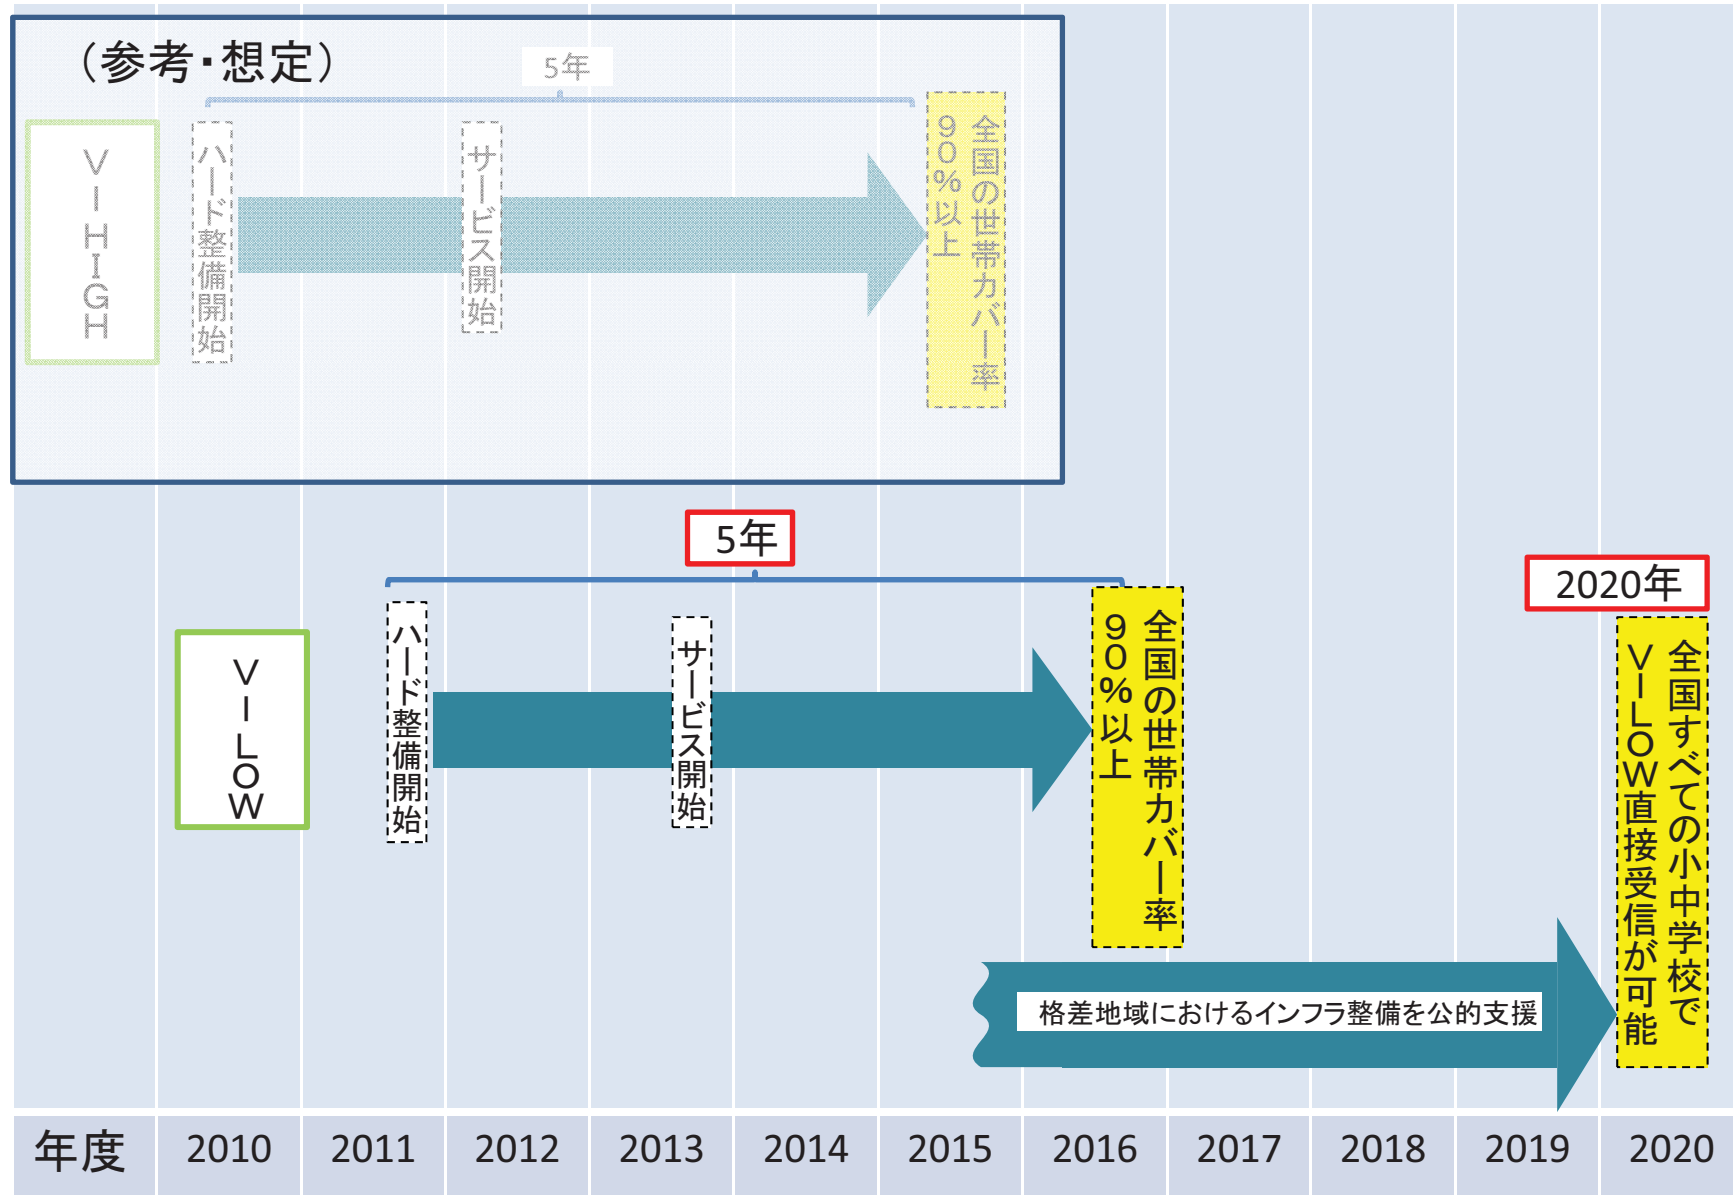 （参考・想定）
5年
V－HIGH
ハード整備開始
サービス開始
全国の世帯カバー率
９０％以上
5年
2020年
V－LOW
ハード整備開始
サービス開始
全国の世帯カバー率
９０％以上
全国すべての小中学校で
V－LOW直接受信が可能
格差地域におけるインフラ整備を公的支援
年度 2010 2011 2012 2013 2014 2015 2016 2017 2018 2019 2020